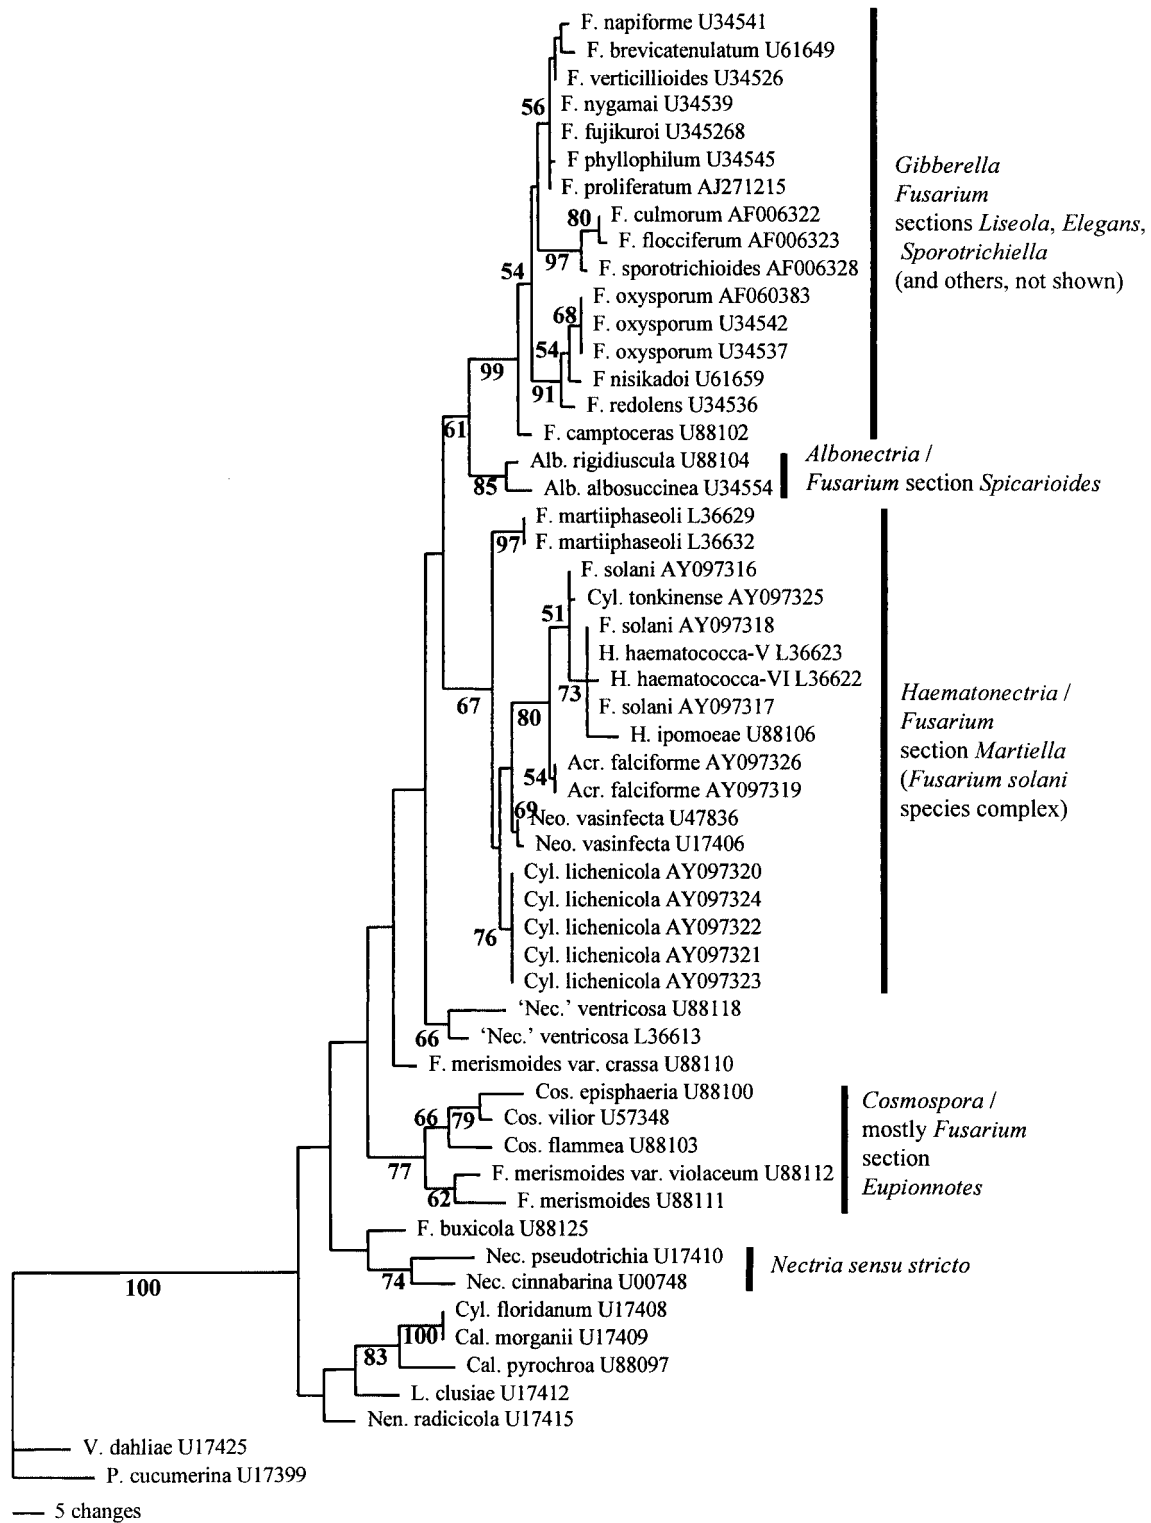 F. napiforme U34541
F. brevicatenulatum U61649
F. verticillioides U34526
56
F. nygamai U34539
F. fujikuroi U345268
F phyllophilum U34545
F. proliferatum AJ271215
80
F. culmorum AF006322
F. flocciferum AF006323
97
F. sporotrichioides AF006328
54
F. oxysporum AF060383
68
F. oxysporum U34542
54
F. oxysporum U34537
99
F nisikadoi U61659
91
F. redolens U34536
61
F. camptoceras U88102
Gibberella
Fusarium
sections Liseola, Elegans,
Sporotrichiella
(and others, not shown)
Alb. rigidiuscula U88104
85
Alb. albosuccinea U34554
Albonectria /
Fusarium section Spicarioides
F. martiiphaseoli L36629
97
F. martiiphaseoli L36632
F. solani AY097316
Cyl. tonkinense AY097325
51
F. solani AY097318
H. haematococca-V L36623
H. haematococca-VI L36622
73
67
F. solani AY097317
80
H. ipomoeae U88106
Acr. falciforme AY097326
54
Acr. falciforme AY097319
69
Neo. vasinfecta U47836
Neo. vasinfecta U17406
Cyl. lichenicola AY097320
Cyl. lichenicola AY097324
Cyl. lichenicola AY097322
76
Cyl. lichenicola AY097321
Cyl. lichenicola AY097323
Haematonectria /
Fusarium
section Martiella
(Fusarium solani
species complex)
‘Nec.’ ventricosa U88118
66
‘Nec.’ ventricosa L36613
F. merismoides var. crassa U88110
Cos. episphaeria U88100
66
79
Cos. vilior U57348
Cos. flammea U88103
77
F. merismoides var. violaceum U88112
62
F. merismoides U88111
Cosmospora /
mostly Fusarium
section
Eupionnotes
F. buxicola U88125
Nec. pseudotrichia U17410
74
Nec. cinnabarina U00748
Nectria sensu stricto
100
Cyl. floridanum U17408
100
Cal. morganii U17409
83
Cal. pyrochroa U88097
L. clusiae U17412
Nen. radicicola U17415
V. dahliae U17425
P. cucumerina U17399
5 changes